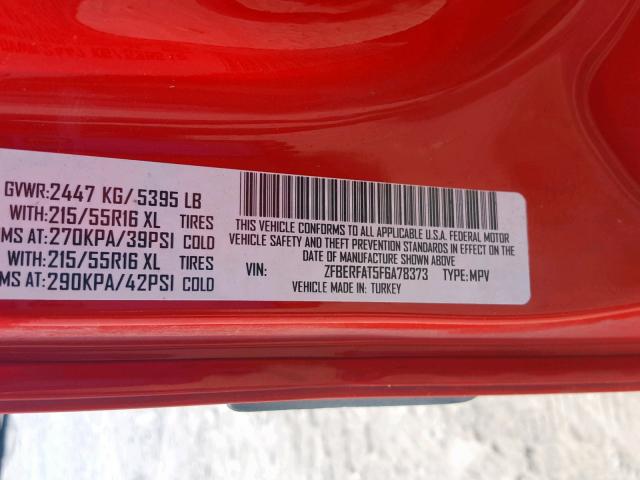 GVWR:2447 KG/5395 LB
WITH:215/55R16 XL TIRES
MS AT:270KPA/39PSI COLD
WITH:215/55R16 XL TIRES
MS AT:290KPA/42PSI COLD
THIS VEHICLE CONFORMS TO ALL APPLICABLE U.S.A. FEDERAL MOTOR
VEHICLE SAFETY AND THEFT PREVENTION STANDARDS IN EFFECT ON THE
DATE OF MANUFACTURE SHOWN ABOVE
VIN: ZFBERFAT5F6A78373 TYPE:MPV
VEHICLE MADE IN: TURKEY